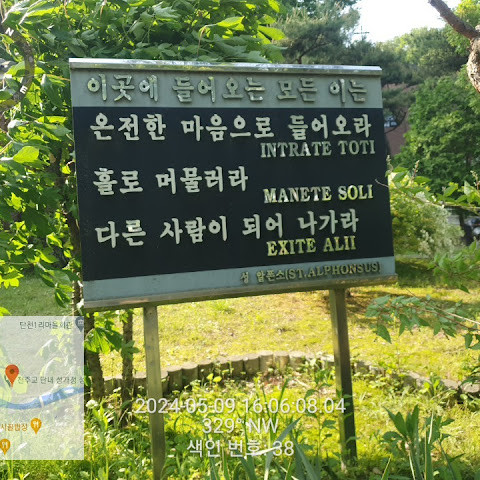 이곳에 들어오는 모든 이는
온전한 마음으로 들어오라
INTRATE TOTI
홀로 머물러라
MANETE SOLI
다른 사람이 되어 나가라
EXITE ALII
성 알폰소(ST.ALPHONSUS)
2024-05-09 16:06:08.04
329° NW
색인 번호: 38